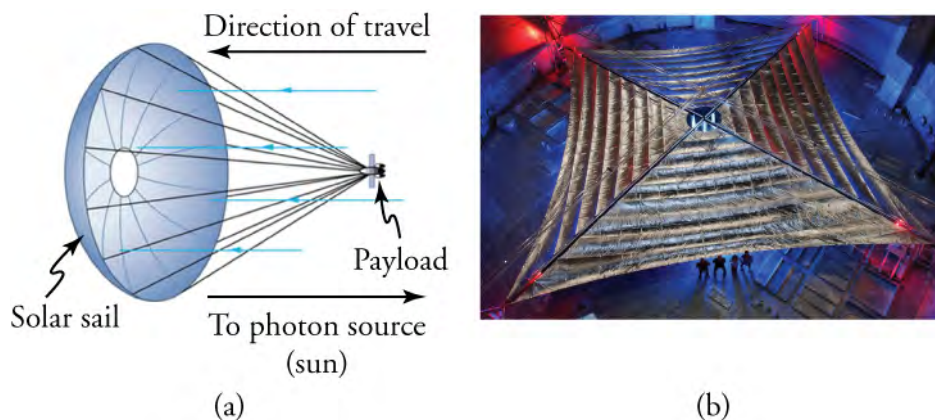 Direction of travel
Payload
Solar sail
To photon source
(sun)
(a)
(b)